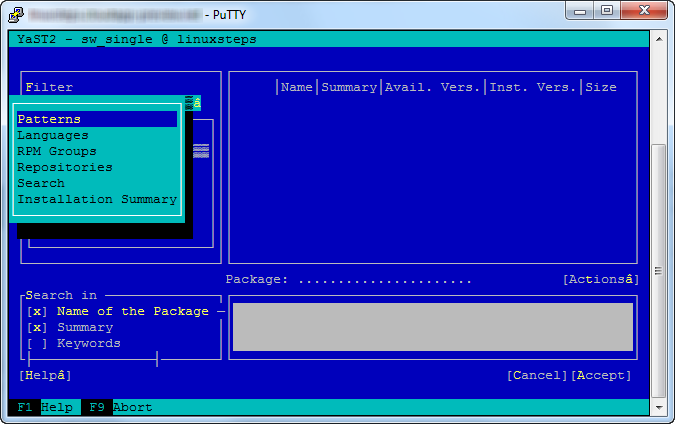 - PuTTY
YaST2 - sw_single @ linuxsteps
Filter
Name|Summary|Avail. Vers.|Inst. Vers.|Size
â
Patterns
Languages
RPM Groups
Repositories
Search
Installation Summary
Package: ......................
[Actionsâ]
Search in
[x] Name of the Package
[x] Summary
[ ] Keywords
[Helpâ]
[Cancel][Accept]
F1 Help F9 Abort